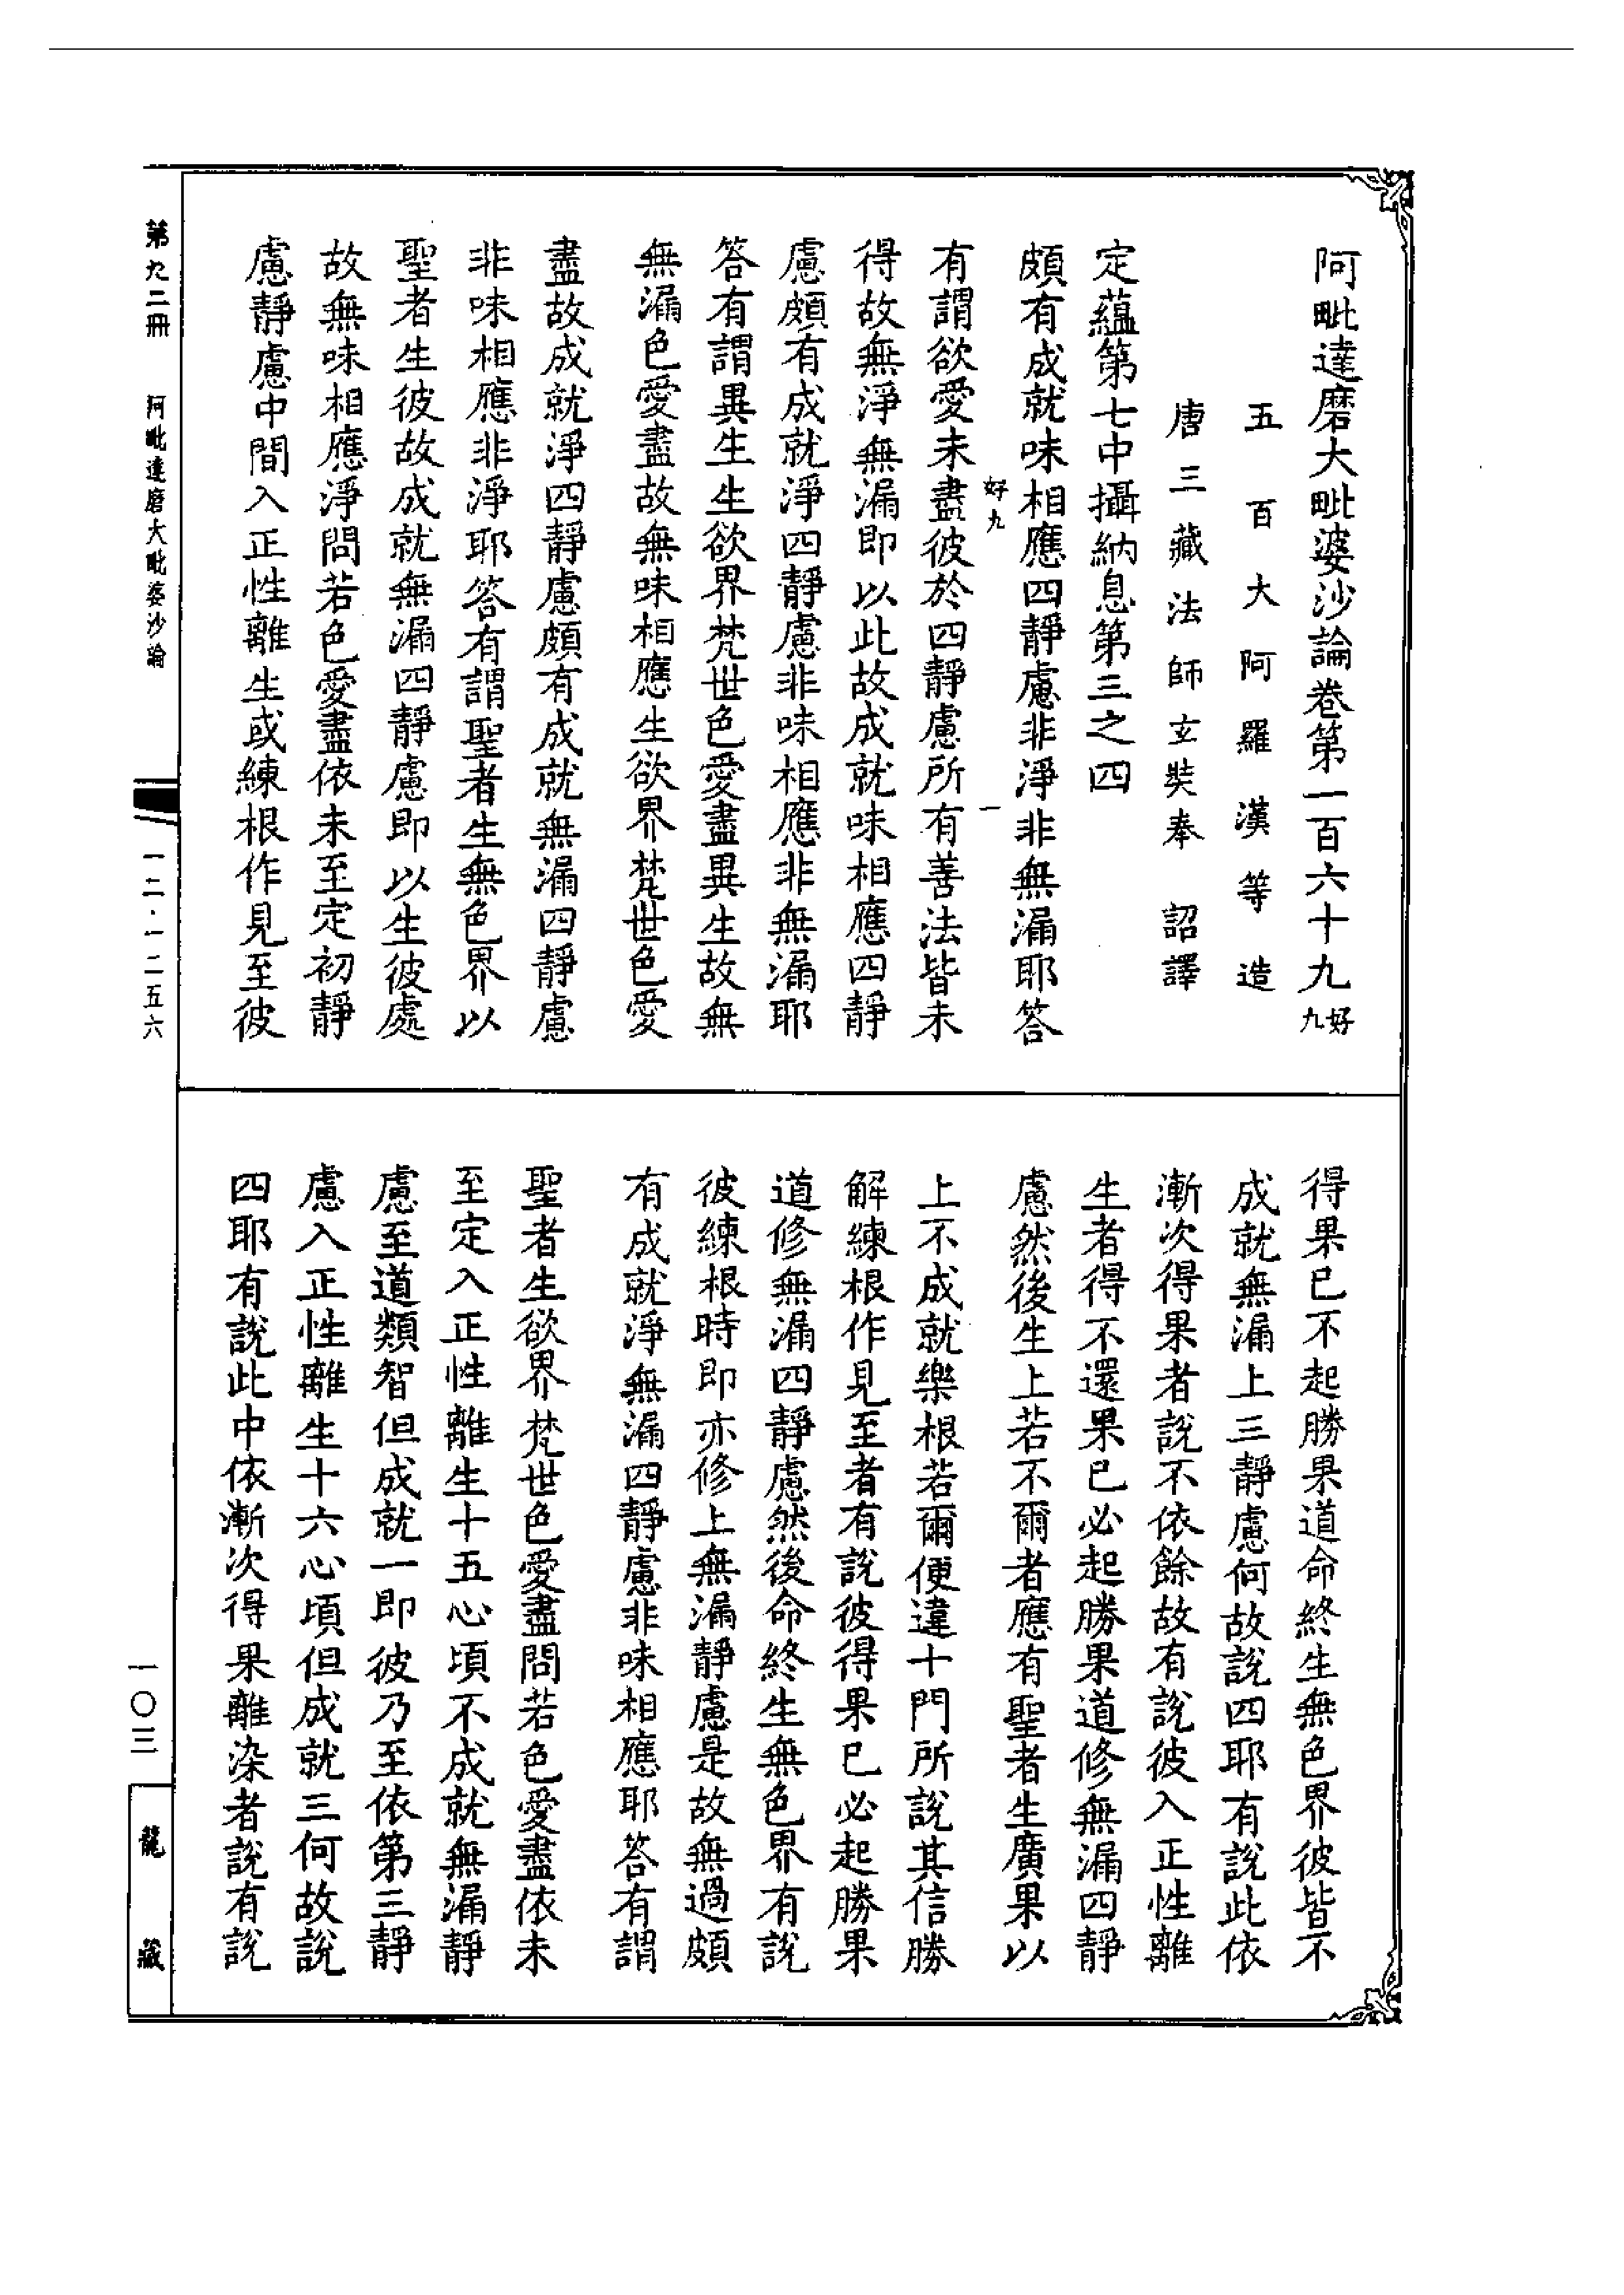 阿毗達磨大毗婆沙論卷第一百六十九 好九
五百大阿羅漢等造
唐三藏法師玄奘奉 詔譯
定蘊第七中攝納息第三之四
頗有成就味相應四靜慮非淨非無漏耶答
好九 一
有謂欲愛未盡彼於四靜慮所有善法皆未
得故無淨無漏即以此故成就味相應四靜
慮頗有成就淨四靜慮非味相應非無漏耶
答有謂異生生欲界梵世色愛盡異生故無
無漏色愛盡故無味相應生欲界梵世色愛
盡故成就淨四靜慮頗有成就無漏四靜慮
非味相應非淨耶答有謂聖者生無色界以
聖者生彼故成就無漏四靜慮即以生彼處
故無味相應淨問若色愛盡依未至定初靜
慮靜慮中間入正性離生或練根作見至彼
得果已不起勝果道命終生無色界彼皆不
成就無漏上三靜慮何故說四耶有說此依
漸次得果者說不依餘故有說彼入正性離
生者得不還果已必起勝果道修無漏四靜
慮然後生上若不爾者應有聖者生廣果以
上不成就樂根若爾便違十門所說其信勝
解練根作見至者有說彼得果已必起勝果
道修無漏四靜慮然後命終生無色界有說
彼練根時即亦修上無漏靜慮是故無過頗
有成就淨無漏四靜慮非味相應耶答有謂
聖者生欲界梵世色愛盡問若色愛盡依未
至定入正性離生十五心頃不成就無漏靜
慮至道類智但成就一即彼乃至依第三靜
慮入正性離生十六心頃但成就三何故說
四耶有說此中依漸次得果離染者說有說
第九二冊 阿毗達磨大毗婆沙論
一二·一二五六
一〇三
龍藏